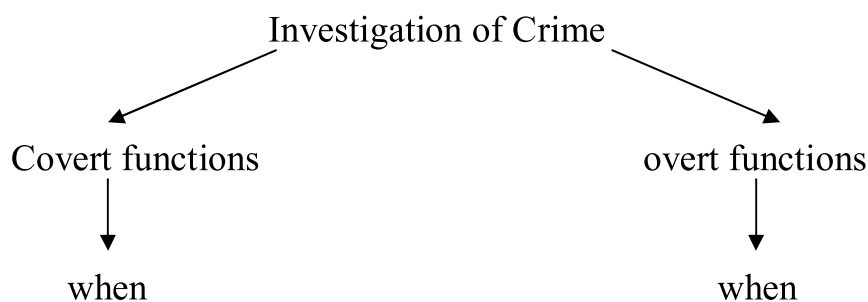 Investigation of Crime
Covert functions
overt functions
when
when